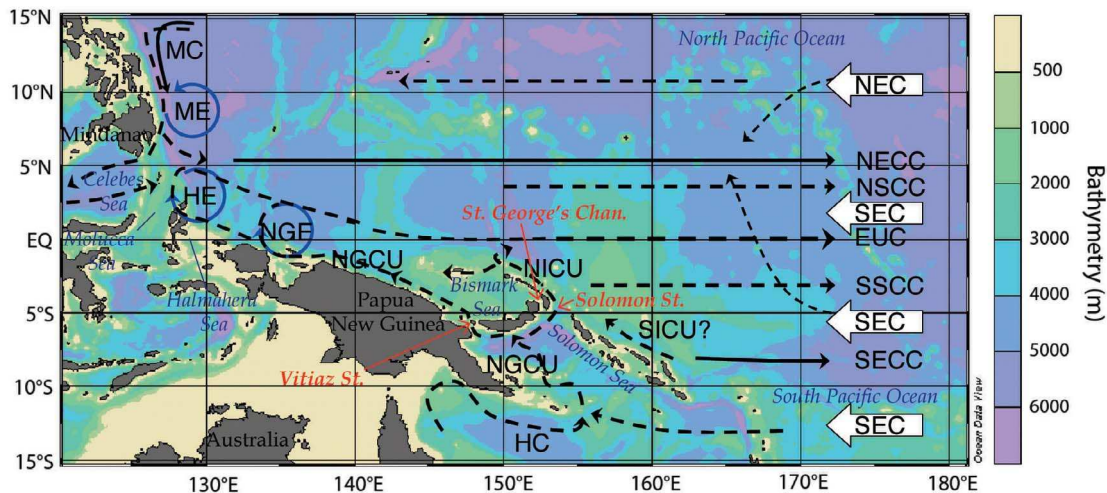 15°N
10°N
5°N
EQ
5°S
10°S
15°S
130°E
140°E
150°E
160°E
170°E
180°E
MC
North Pacific Ocean
NEC
ME
Mindanao
NECC
Celebes
Sea
HE
NSCC
SEC
St. George's Chan.
NGE
EUC
Molucca
Sea
NGCU
NICU
Halmahera
Sea
Papua
New Guinea
Bismark
Sea
SSCC
Solomon St.
SEC
SICU?
Solomon Sea
Vitiaz St.
NGCU
SECC
South Pacific Ocean
SEC
HC
Australia
Ocean Data View
500
1000
2000
3000
4000
5000
6000
Bathymetry (m)